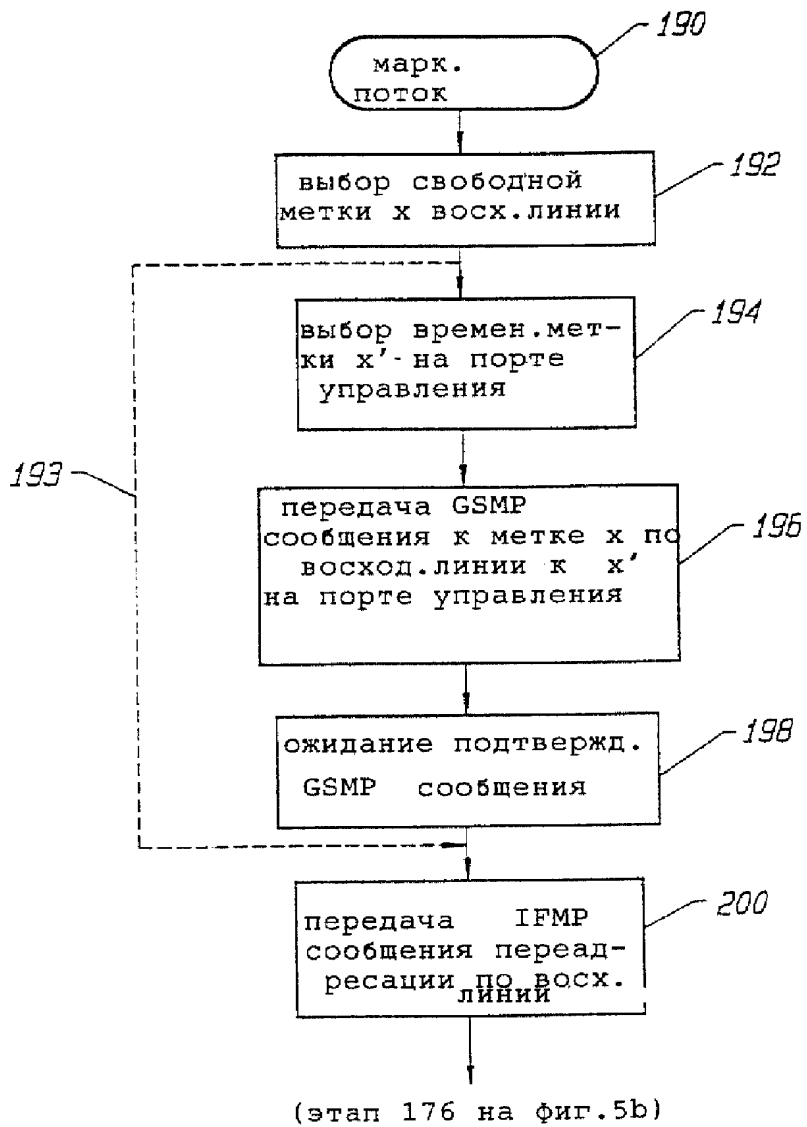 190
марк.
поток
192
выбор свободной
метки x восх.линии
194
выбор времен.мет-
ки x' - на порте
управления
193
196
передача GSMP
сообщения к метке x по
восход.линии к x'
на порте управления
198
ожидание подтвержд.
GSMP сообщения
200
передача IFMP
сообщения переад-
ресации по восх.
линии
(этап 176 на фиг.5b)